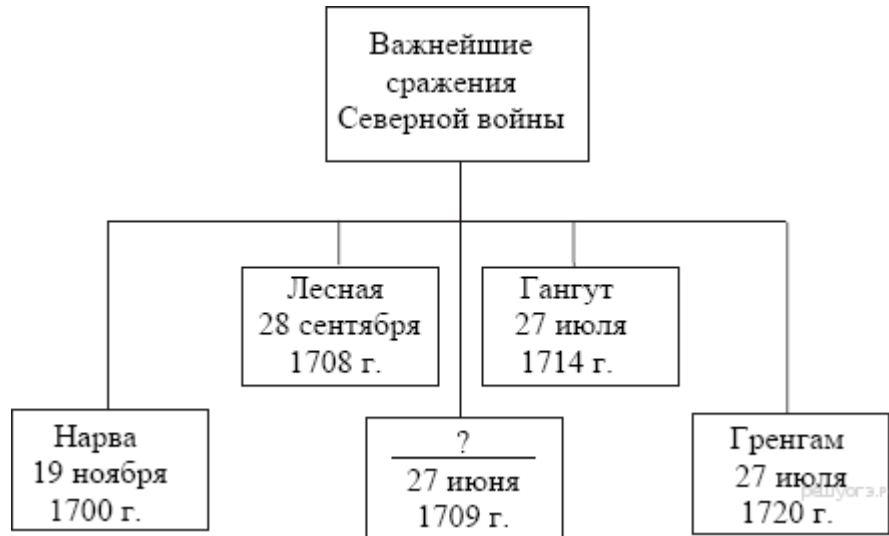 Важнейшие
сражения
Северной войны
Лесная
28 сентября
1708 г.
Гангут
27 июля
1714 г.
Нарва
19 ноября
1700 г.
?
27 июня
1709 г.
Гренгам
27 июля
1720 г.